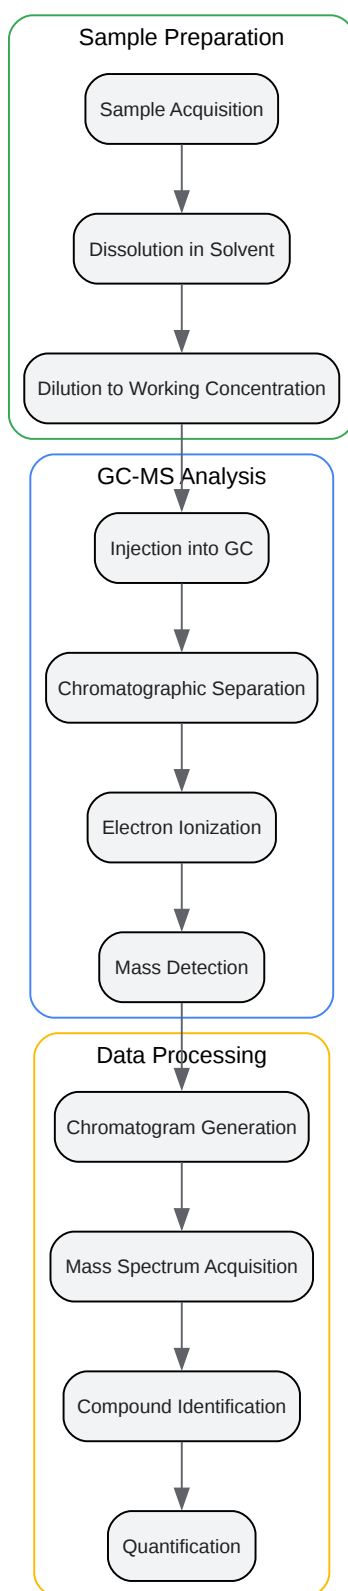 Sample Preparation
Sample Acquisition
Dissolution in Solvent
Dilution to Working Concentration
GC-MS Analysis
Injection into GC
Chromatographic Separation
Electron Ionization
Mass Detection
Data Processing
Chromatogram Generation
Mass Spectrum Acquisition
Compound Identification
Quantification